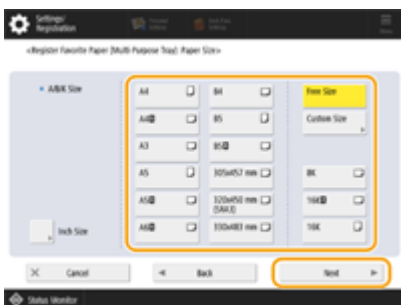 Settings/
Registration
<Register Favorite Paper (Multi-Purpose Tray): Paper Size>
A/B/K Size
A4
B4
Free Size
A4R
B5
Custom Size
A3
B5R
A5
305x457 mm
8K
A5R
320x450 mm
(SRA3)
16KR
Inch Size
A6R
330x483 mm
16K
Cancel
Back
Next
Status Monitor